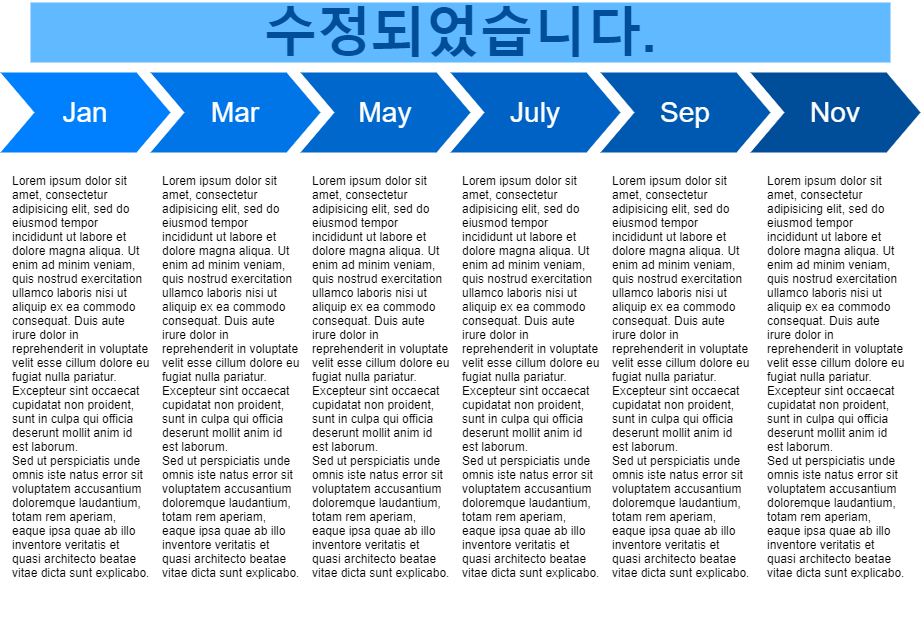 수정되었습니다.
Jan
Mar
May
July
Sep
Nov
Lorem ipsum dolor sit
amet, consectetur
adipisicing elit, sed do
eiusmod tempor
incididunt ut labore et
dolore magna aliqua. Ut
enim ad minim veniam,
quis nostrud exercitation
ullamco laboris nisi ut
aliquip ex ea commodo
consequat. Duis aute
irure dolor in
reprehenderit in voluptate
velit esse cillum dolore eu
fugiat nulla pariatur.
Excepteur sint occaecat
cupidatat non proident,
sunt in culpa qui officia
deserunt mollit anim id
est laborum.
Sed ut perspiciatis unde
omnis iste natus error sit
voluptatem accusantium
doloremque laudantium,
totam rem aperiam,
eaque ipsa quae ab illo
inventore veritatis et
quasi architecto beatae
vitae dicta sunt explicabo.
Lorem ipsum dolor sit
amet, consectetur
adipisicing elit, sed do
eiusmod tempor
incididunt ut labore et
dolore magna aliqua. Ut
enim ad minim veniam,
quis nostrud exercitation
ullamco laboris nisi ut
aliquip ex ea commodo
consequat. Duis aute
irure dolor in
reprehenderit in voluptate
velit esse cillum dolore eu
fugiat nulla pariatur.
Excepteur sint occaecat
cupidatat non proident,
sunt in culpa qui officia
deserunt mollit anim id
est laborum.
Sed ut perspiciatis unde
omnis iste natus error sit
voluptatem accusantium
doloremque laudantium,
totam rem aperiam,
eaque ipsa quae ab illo
inventore veritatis et
quasi architecto beatae
vitae dicta sunt explicabo.
Lorem ipsum dolor sit
amet, consectetur
adipisicing elit, sed do
eiusmod tempor
incididunt ut labore et
dolore magna aliqua. Ut
enim ad minim veniam,
quis nostrud exercitation
ullamco laboris nisi ut
aliquip ex ea commodo
consequat. Duis aute
irure dolor in
reprehenderit in voluptate
velit esse cillum dolore eu
fugiat nulla pariatur.
Excepteur sint occaecat
cupidatat non proident,
sunt in culpa qui officia
deserunt mollit anim id
est laborum.
Sed ut perspiciatis unde
omnis iste natus error sit
voluptatem accusantium
doloremque laudantium,
totam rem aperiam,
eaque ipsa quae ab illo
inventore veritatis et
quasi architecto beatae
vitae dicta sunt explicabo.
Lorem ipsum dolor sit
amet, consectetur
adipisicing elit, sed do
eiusmod tempor
incididunt ut labore et
dolore magna aliqua. Ut
enim ad minim veniam,
quis nostrud exercitation
ullamco laboris nisi ut
aliquip ex ea commodo
consequat. Duis aute
irure dolor in
reprehenderit in voluptate
velit esse cillum dolore eu
fugiat nulla pariatur.
Excepteur sint occaecat
cupidatat non proident,
sunt in culpa qui officia
deserunt mollit anim id
est laborum.
Sed ut perspiciatis unde
omnis iste natus error sit
voluptatem accusantium
doloremque laudantium,
totam rem aperiam,
eaque ipsa quae ab illo
inventore veritatis et
quasi architecto beatae
vitae dicta sunt explicabo.
Lorem ipsum dolor sit
amet, consectetur
adipisicing elit, sed do
eiusmod tempor
incididunt ut labore et
dolore magna aliqua. Ut
enim ad minim veniam,
quis nostrud exercitation
ullamco laboris nisi ut
aliquip ex ea commodo
consequat. Duis aute
irure dolor in
reprehenderit in voluptate
velit esse cillum dolore eu
fugiat nulla pariatur.
Excepteur sint occaecat
cupidatat non proident,
sunt in culpa qui officia
deserunt mollit anim id
est laborum.
Sed ut perspiciatis unde
omnis iste natus error sit
voluptatem accusantium
doloremque laudantium,
totam rem aperiam,
eaque ipsa quae ab illo
inventore veritatis et
quasi architecto beatae
vitae dicta sunt explicabo.
Lorem ipsum dolor sit
amet, consectetur
adipisicing elit, sed do
eiusmod tempor
incididunt ut labore et
dolore magna aliqua. Ut
enim ad minim veniam,
quis nostrud exercitation
ullamco laboris nisi ut
aliquip ex ea commodo
consequat. Duis aute
irure dolor in
reprehenderit in voluptate
velit esse cillum dolore eu
fugiat nulla pariatur.
Excepteur sint occaecat
cupidatat non proident,
sunt in culpa qui officia
deserunt mollit anim id
est laborum.
Sed ut perspiciatis unde
omnis iste natus error sit
voluptatem accusantium
doloremque laudantium,
totam rem aperiam,
eaque ipsa quae ab illo
inventore veritatis et
quasi architecto beatae
vitae dicta sunt explicabo.